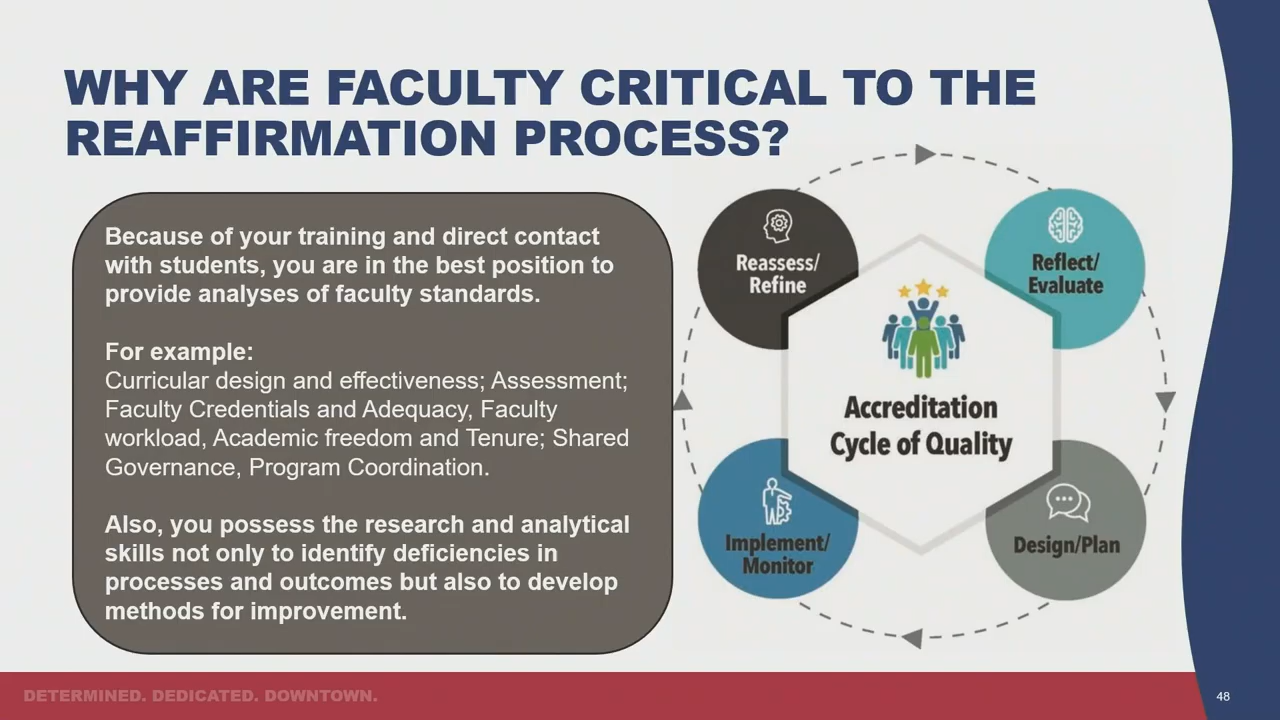 WHY ARE FACULTY CRITICAL TO THE
REAFFIRMATION PROCESS?
Because of your training and direct contact
with students, you are in the best position to
provide analyses of faculty standards.
For example:
Curricular design and effectiveness; Assessment;
Faculty Credentials and Adequacy, Faculty
workload, Academic freedom and Tenure; Shared
Governance, Program Coordination.
Also, you possess the research and analytical
skills not only to identify deficiencies in
processes and outcomes but also to develop
methods for improvement.
Reassess/
Refine
Reflect/
Evaluate
Accreditation
Cycle of Quality
Implement/
Monitor
Design/Plan
DETERMINED. DEDICATED. DOWNTOWN.
48